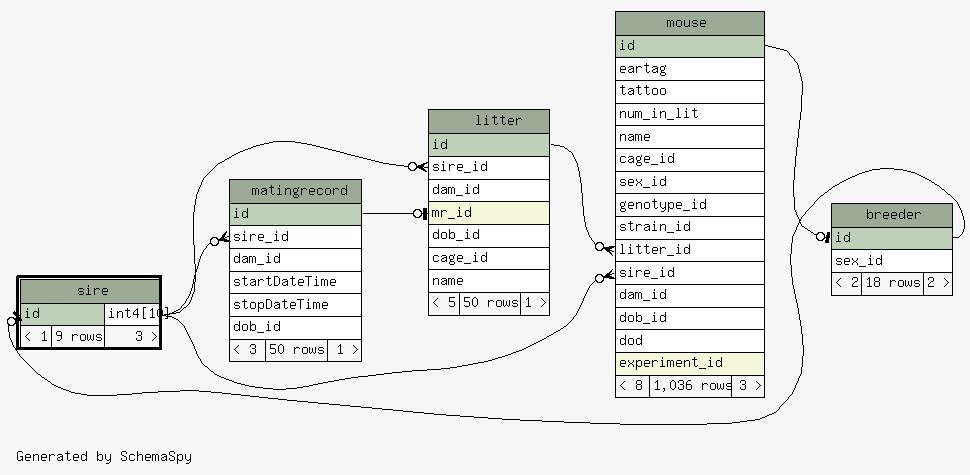 mouse
id
eartag
tattoo
num_in_lit
name
cage_id
sex_id
genotype_id
strain_id
litter_id
sire_id
dam_id
dob_id
dod
experiment_id
< 8 1,036 rows 3 >
litter
id
sire_id
dam_id
mr_id
dob_id
cage_id
name
< 5 50 rows 1 >
matingrecord
id
sire_id
dam_id
startDateTime
stopDateTime
dob_id
< 3 50 rows 1 >
breeder
id
sex_id
< 2 18 rows 2 >
sire
id int4[10]
< 1 9 rows 3 >
Generated by SchemaSpy